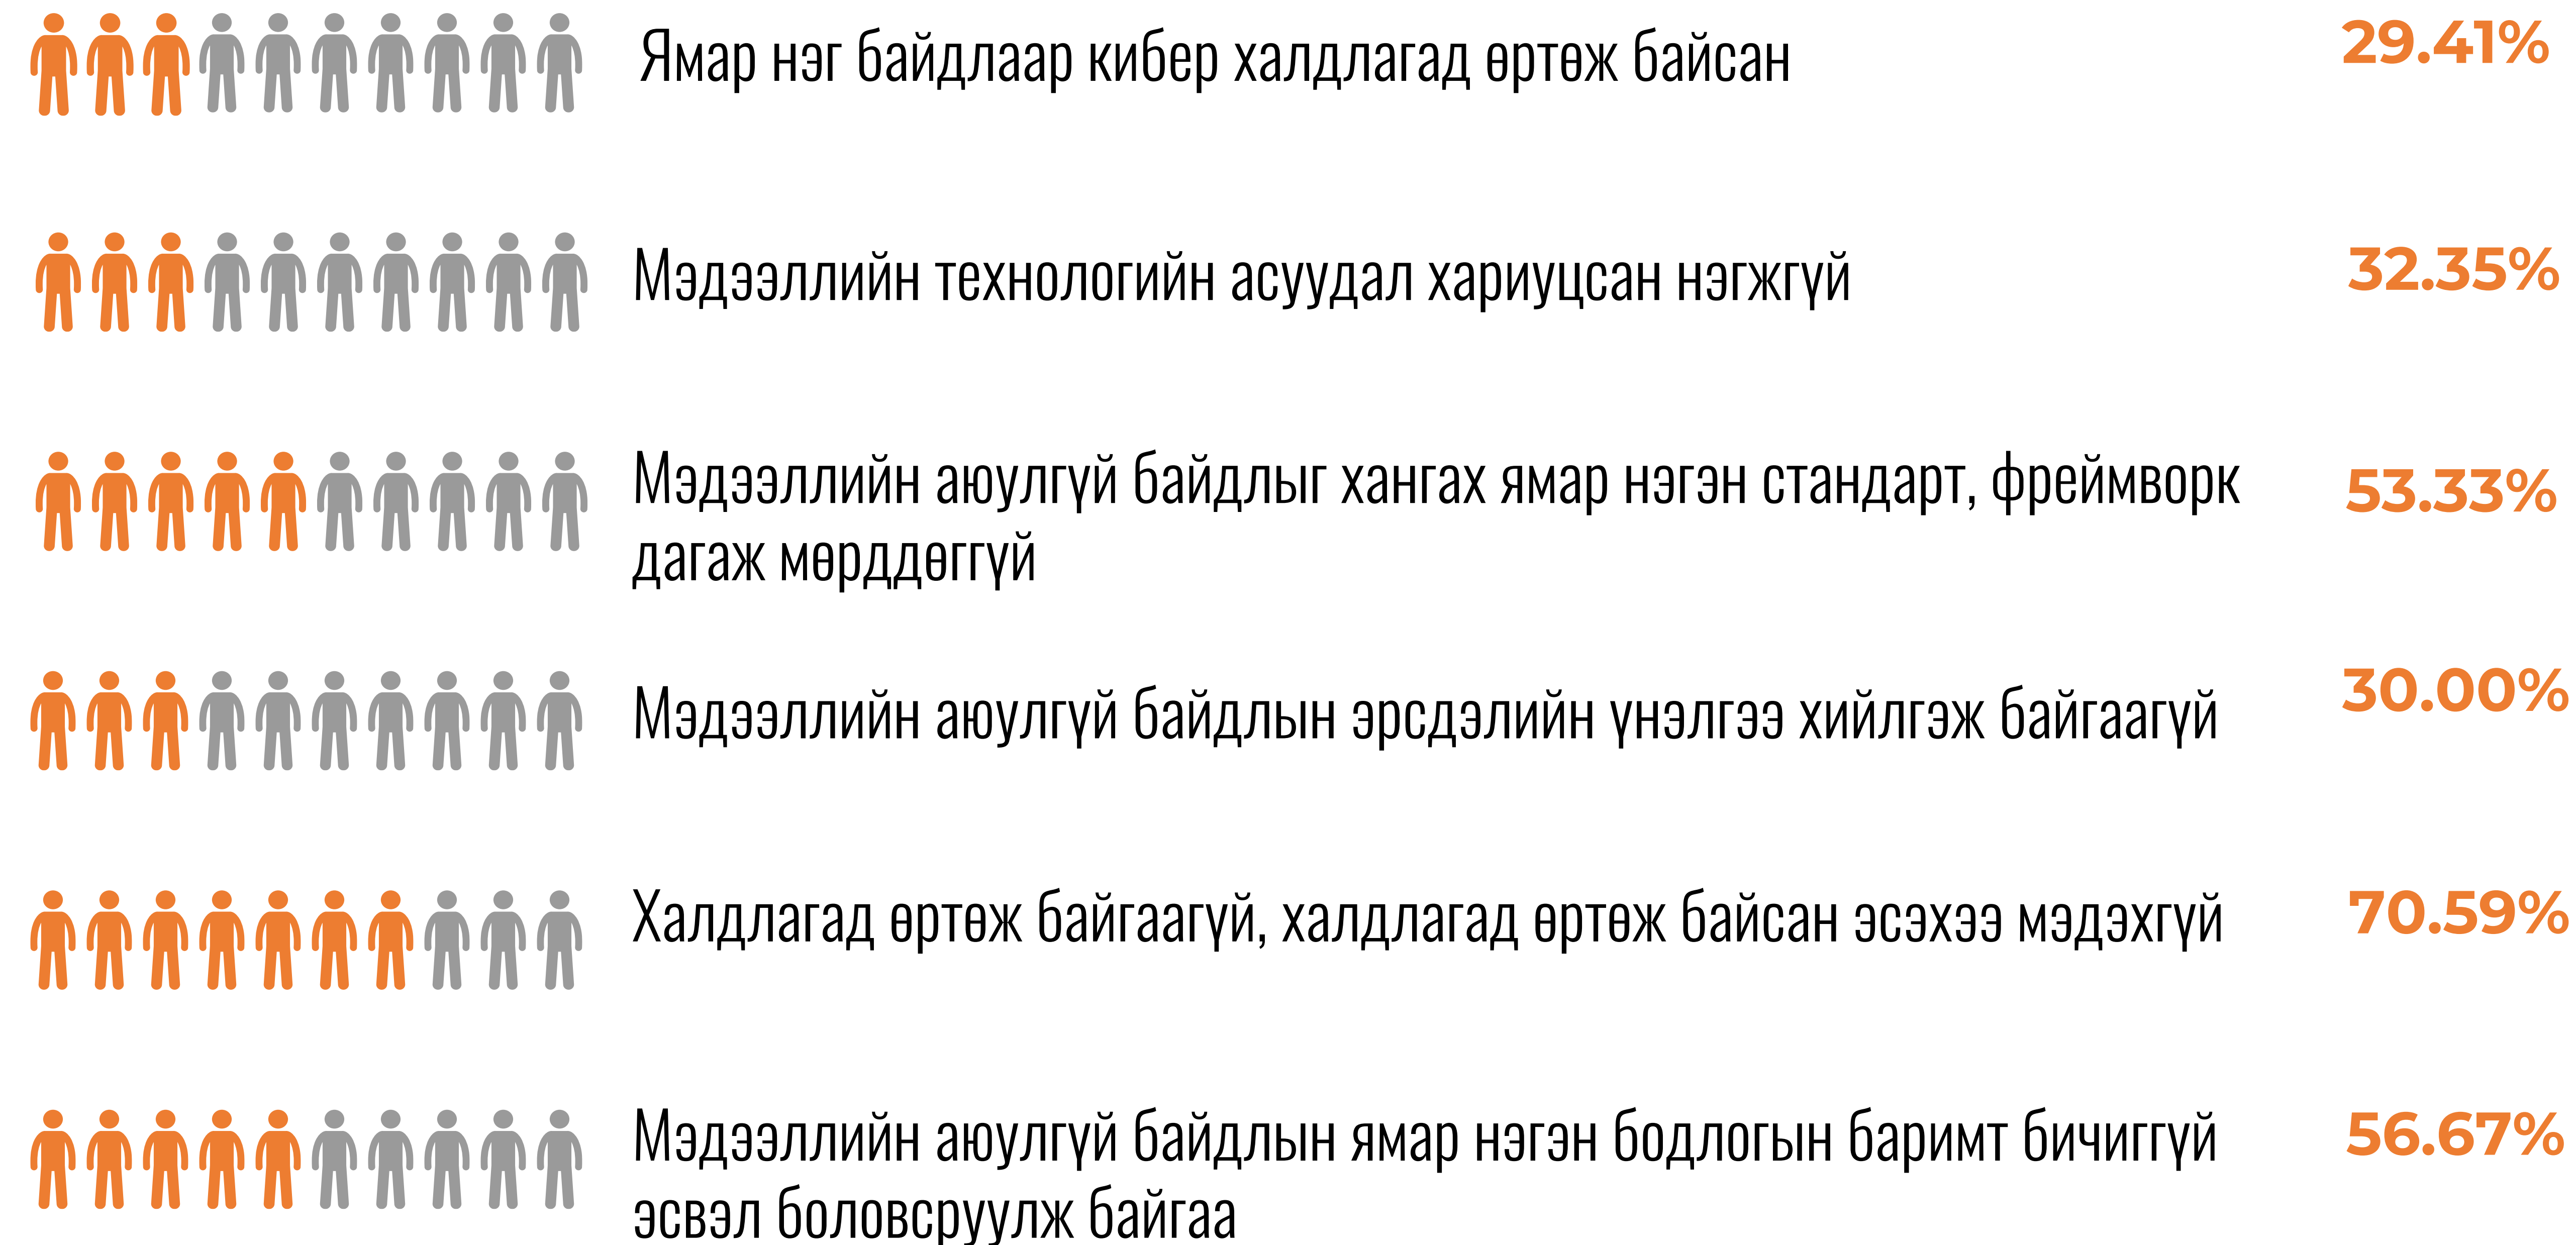 Ямар нэг байдлаар кибер халдлагад өртөж байсан 29.41%
Мэдээллийн технологийн асуудал хариуцсан нэгжгүй 32.35%
Мэдээллийн аюулгүй байдлыг хангах ямар нэгэн стандарт, фреймворк 53.33%
дагаж мөрддөггүй
Мэдээллийн аюулгүй байдлын эрсдэлийн үнэлгээ хийлгэж байгаагүй 30.00%
Халдлагад өртөж байгаагүй, халдлагад өртөж байсан эсэхээ мэдэхгүй 70.59%
Мэдээллийн аюулгүй байдлын ямар нэгэн бодлогын баримт бичиггүй 56.67%
эсвэл боловсруулж байгаа